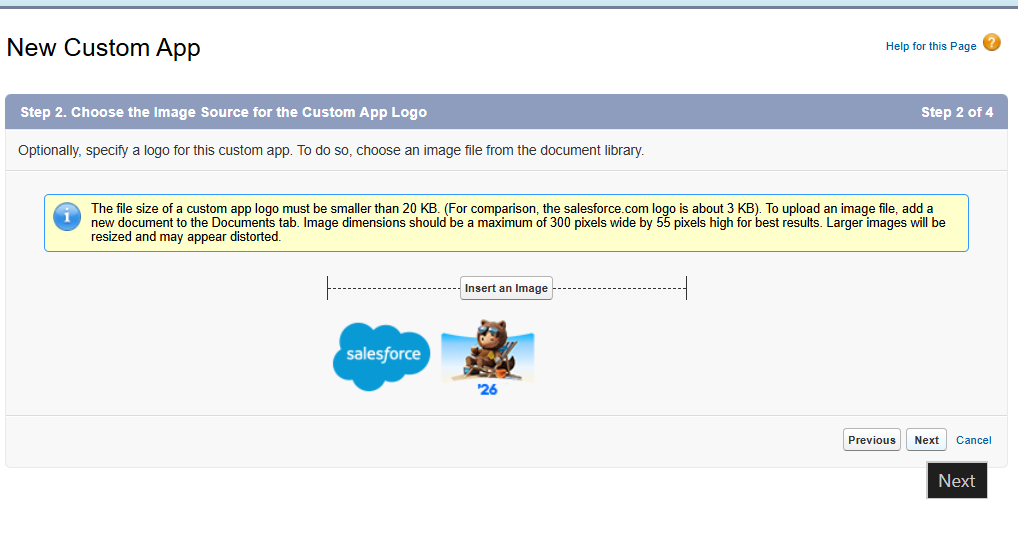 New Custom App
Help for this Page ?
Step 2. Choose the Image Source for the Custom App Logo
Step 2 of 4
Optionally, specify a logo for this custom app. To do so, choose an image file from the document library.
i
The file size of a custom app logo must be smaller than 20 KB. (For comparison, the salesforce.com logo is about 3 KB). To upload an image file, add a
new document to the Documents tab. Image dimensions should be a maximum of 300 pixels wide by 55 pixels high for best results. Larger images will be
resized and may appear distorted.
Insert an Image
salesforce
'26
Previous
Next
Cancel
Next